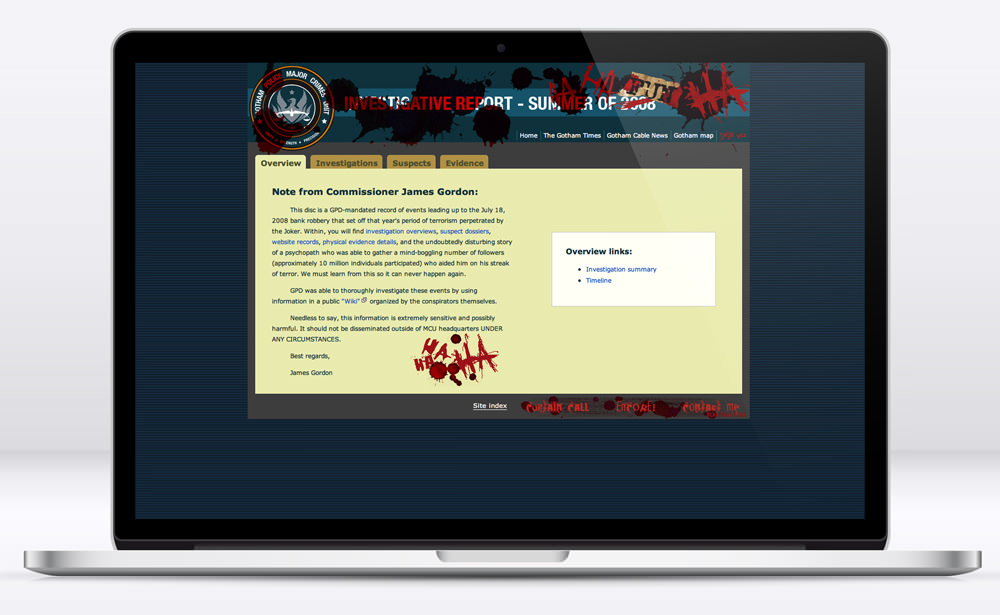 GOTHAM POLICE MAJOR CRIMES UNIT
INVESTIGATIVE REPORT - SUMMER OF 2008
HA
Home
The Gotham Times
Gotham Cable News
Gotham map
Overview
Investigations
Suspects
Evidence
Note from Commissioner James Gordon:
This disc is a GPD-mandated record of events leading up to the July 18,
2008 bank robbery that set off that year's period of terrorism perpetrated by
the Joker. Within, you will find investigation overviews, suspect dossiers,
website records, physical evidence details, and the undoubtedly disturbing story
of a psychopath who was able to gather a mind-boggling number of followers
(approximately 10 million individuals participated) who aided him on his streak
of terror. We must learn from this so it can never happen again.
GPD was able to thoroughly investigate these events by using
information in a public "Wiki" organized by the conspirators themselves.
Needless to say, this information is extremely sensitive and possibly
harmful. It should not be disseminated outside of MCU headquarters UNDER
ANY CIRCUMSTANCES.
Best regards,
James Gordon
HA HA HA
Overview links:
Investigation summary
Timeline
Site index
CURTAIN CALL
ENCORE!
CONTACT ME